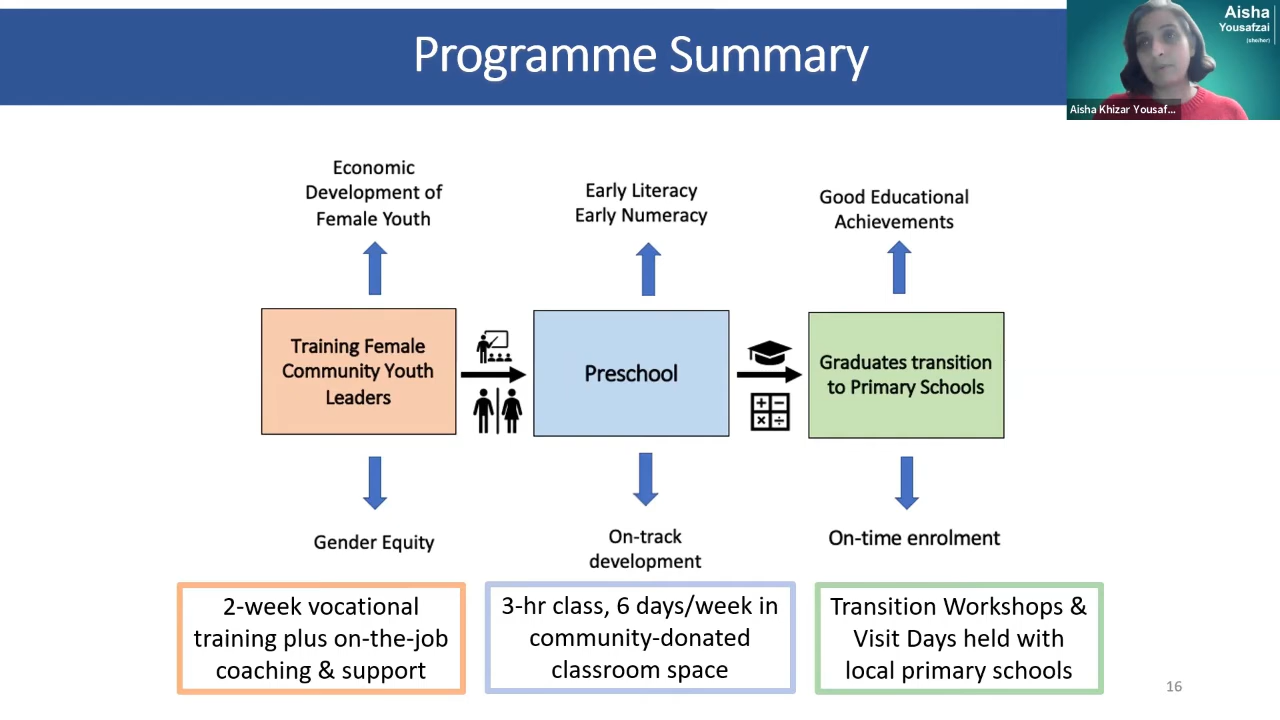 Programme Summary
Aisha
Yousafzai
(she/her)
Aisha Khizar Yousaf...
Economic
Development of
Female Youth
Early Literacy
Early Numeracy
Good Educational
Achievements
Training Female
Community Youth
Leaders
Preschool
Graduates transition
to Primary Schools
Gender Equity
On-track
development
On-time enrolment
2-week vocational
training plus on-the-job
coaching & support
3-hr class, 6 days/week in
community-donated
classroom space
Transition Workshops &
Visit Days held with
local primary schools
16